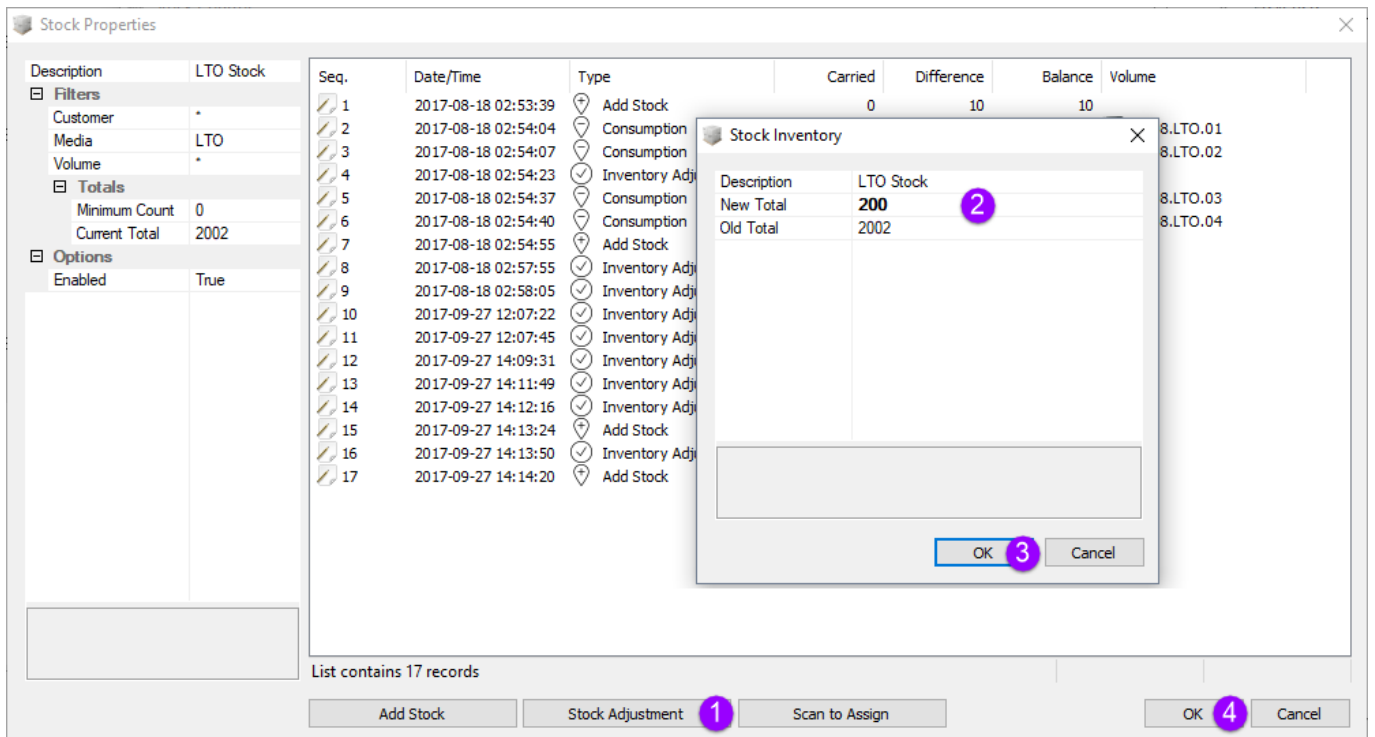 Stock Properties
Description LTO Stock
Filters
Customer *
Media LTO
Volume *
Totals
Minimum Count 0
Current Total 2002
Options
Enabled True
Seq. Date/Time Type Carried Difference Balance Volume
1 2017-08-18 02:53:39 Add Stock 0 10 10
2 2017-08-18 02:54:04 Consumption 8.LTO.01
3 2017-08-18 02:54:07 Consumption 8.LTO.02
4 2017-08-18 02:54:23 Inventory Adj
5 2017-08-18 02:54:37 Consumption 8.LTO.03
6 2017-08-18 02:54:40 Consumption 8.LTO.04
7 2017-08-18 02:54:55 Add Stock
8 2017-08-18 02:57:55 Inventory Adj
9 2017-08-18 02:58:05 Inventory Adj
10 2017-09-27 12:07:22 Inventory Adj
11 2017-09-27 12:07:45 Inventory Adj
12 2017-09-27 14:09:31 Inventory Adj
13 2017-09-27 14:11:49 Inventory Adj
14 2017-09-27 14:12:16 Inventory Adj
15 2017-09-27 14:13:24 Add Stock
16 2017-09-27 14:13:50 Inventory Adj
17 2017-09-27 14:14:20 Add Stock
Stock Inventory
Description LTO Stock
New Total 200 2
Old Total 2002
OK 3 Cancel
List contains 17 records
Add Stock Stock Adjustment 1 Scan to Assign OK 4 Cancel